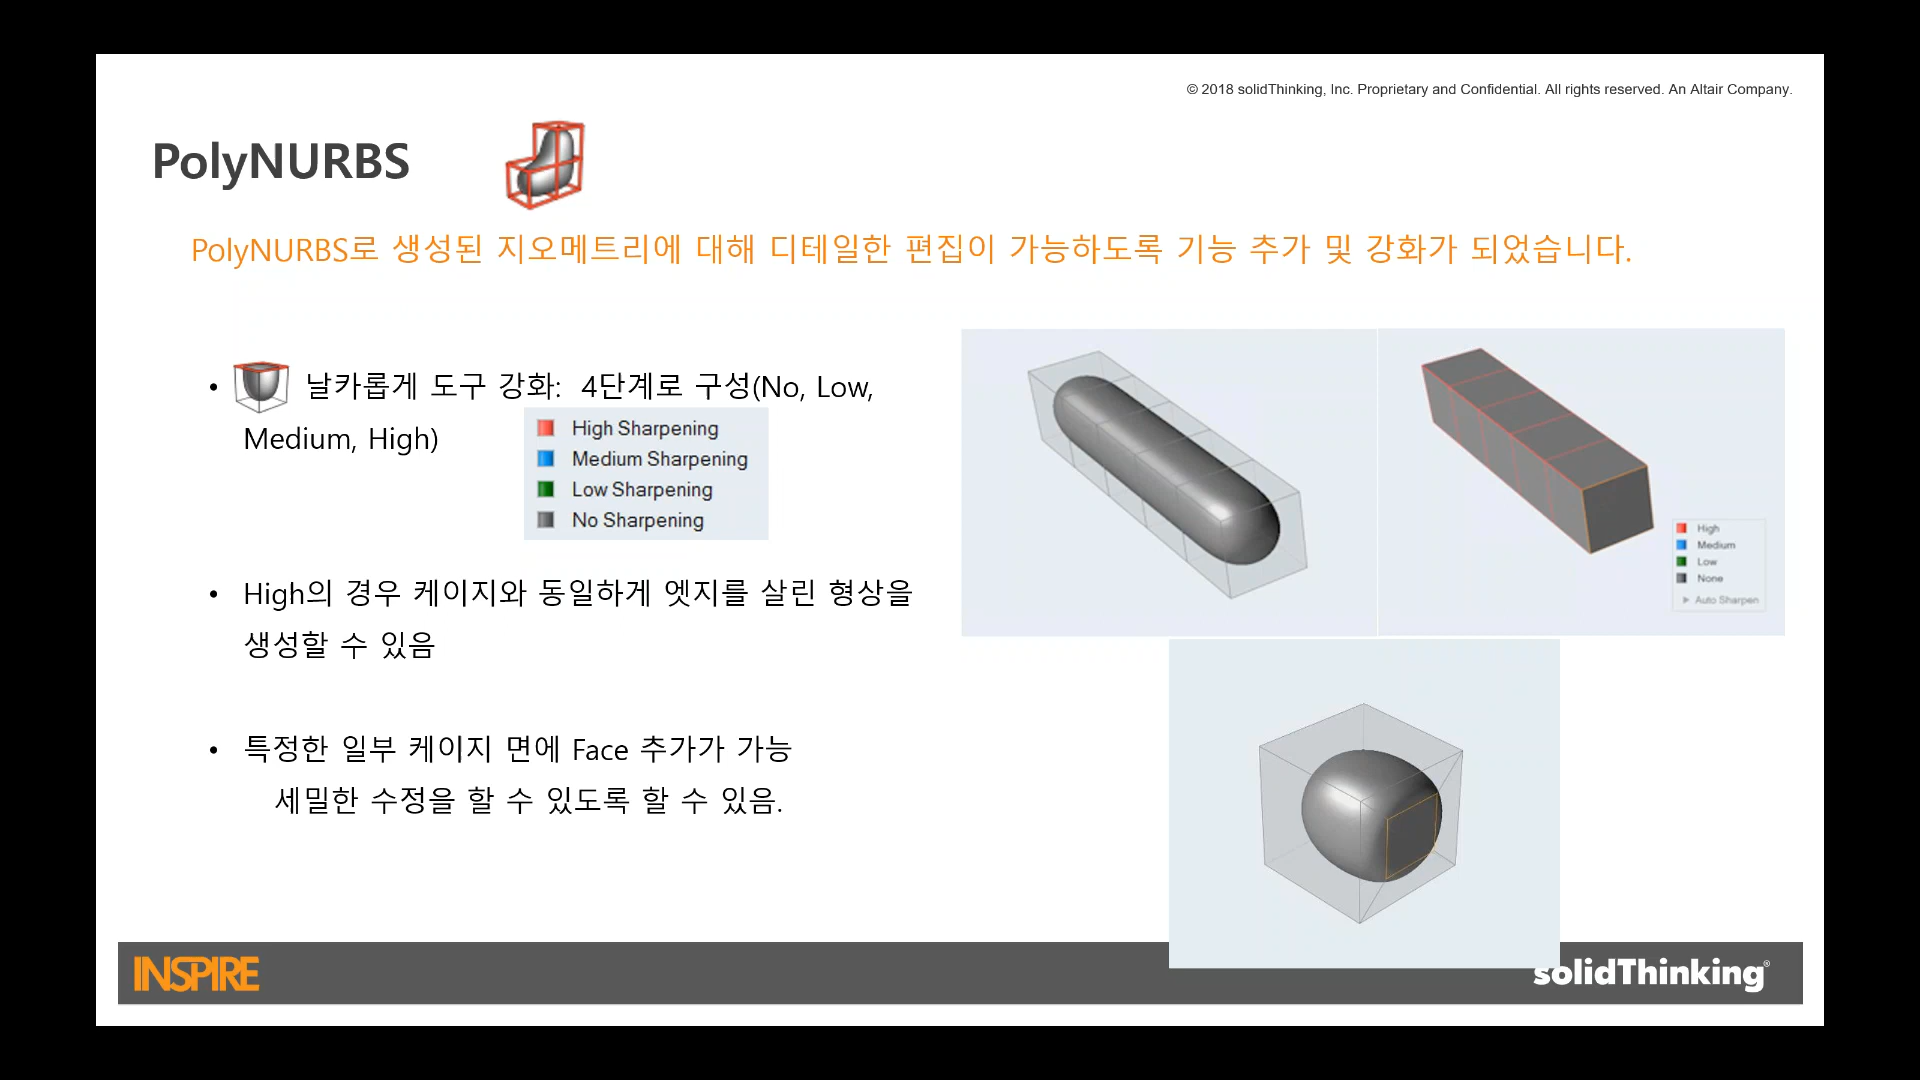 © 2018 solidThinking, Inc. Proprietary and Confidential. All rights reserved. An Altair Company.
PolyNURBS
PolyNURBS로 생성된 지오메트리에 대해 디테일한 편집이 가능하도록 기능 추가 및 강화가 되었습니다.
• 날카롭게 도구 강화: 4단계로 구성(No, Low,
Medium, High)
High Sharpening
Medium Sharpening
Low Sharpening
No Sharpening
• High의 경우 케이지와 동일하게 엣지를 살린 형상을
생성할 수 있음
• 특정한 일부 케이지 면에 Face 추가가 가능
세밀한 수정을 할 수 있도록 할 수 있음.
High
Medium
Low
None
Auto Sharpen
INSPIRE
solidThinking®